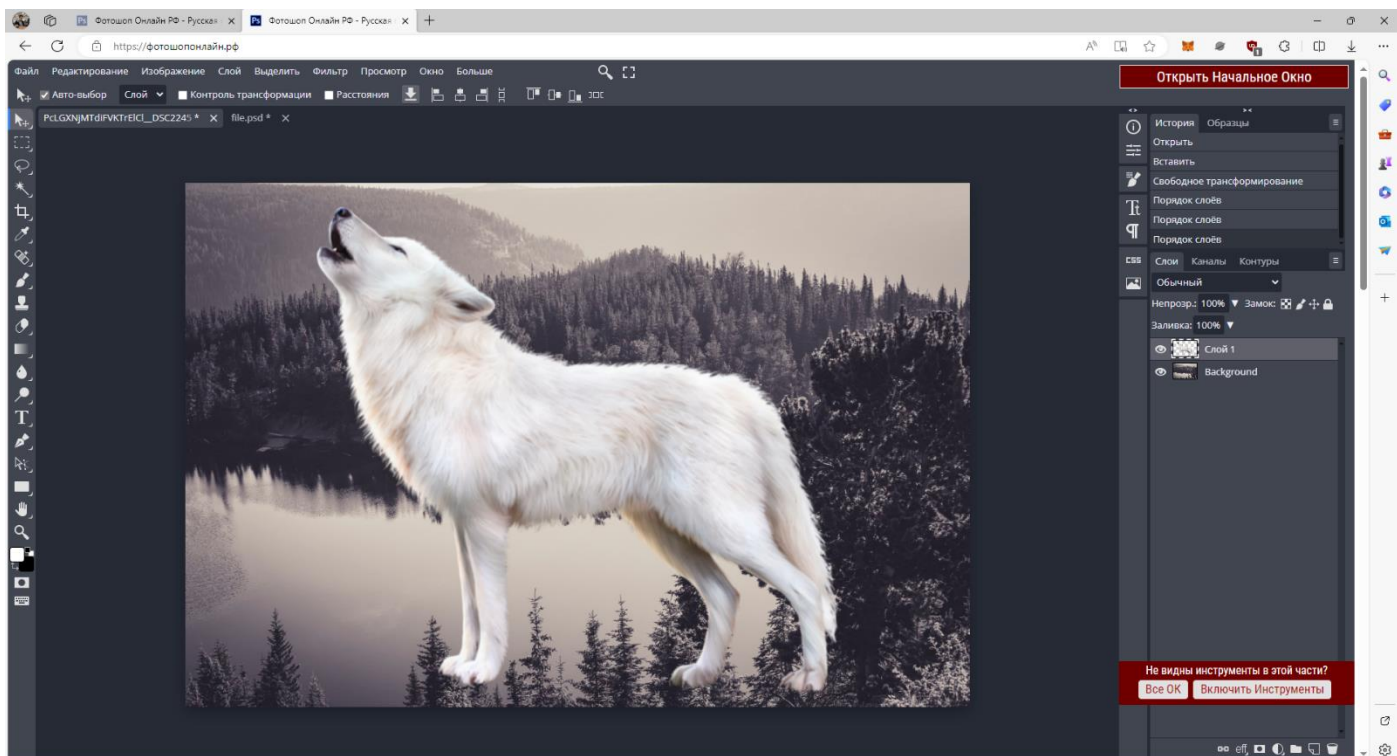 Фотошоп Онлайн РФ - Русская
Фотошоп Онлайн РФ - Русская
https://фотошопонлайн.рф
Файл Редактирование Изображение Слой Выделить Фильтр Просмотр Окно Больше
Открыть Начальное Окно
Авто-выбор Слой Контроль трансформации Расстояния
file.psd *
История Образцы
Открыть
Вставить
Свободное трансформирование
Порядок слоёв
Порядок слоёв
Порядок слоёв
CSS
Слои Каналы Контуры
Обычный
Непрозр.: 100% Замок:
Заливка: 100%
Слой 1
Background
Не видны инструменты в этой части?
Все ОК Включить Инструменты
eff